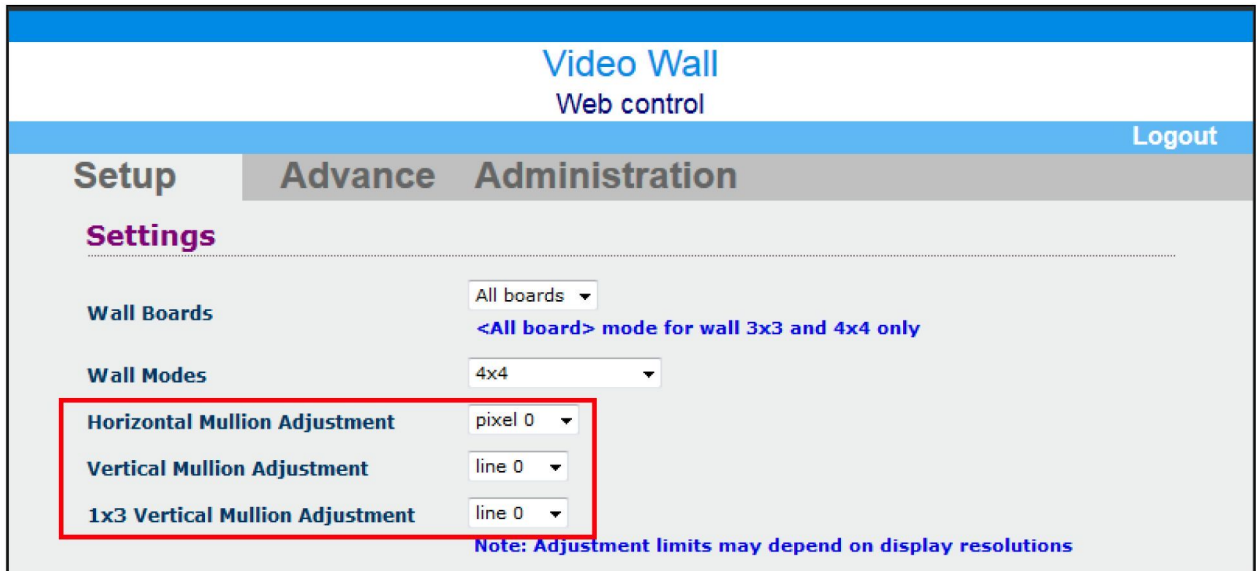 Video Wall
Web control
Logout
Setup Advance Administration
Settings
Wall Boards All boards
<All board> mode for wall 3x3 and 4x4 only
Wall Modes 4x4
Horizontal Mullion Adjustment pixel 0
Vertical Mullion Adjustment line 0
1x3 Vertical Mullion Adjustment line 0
Note: Adjustment limits may depend on display resolutions